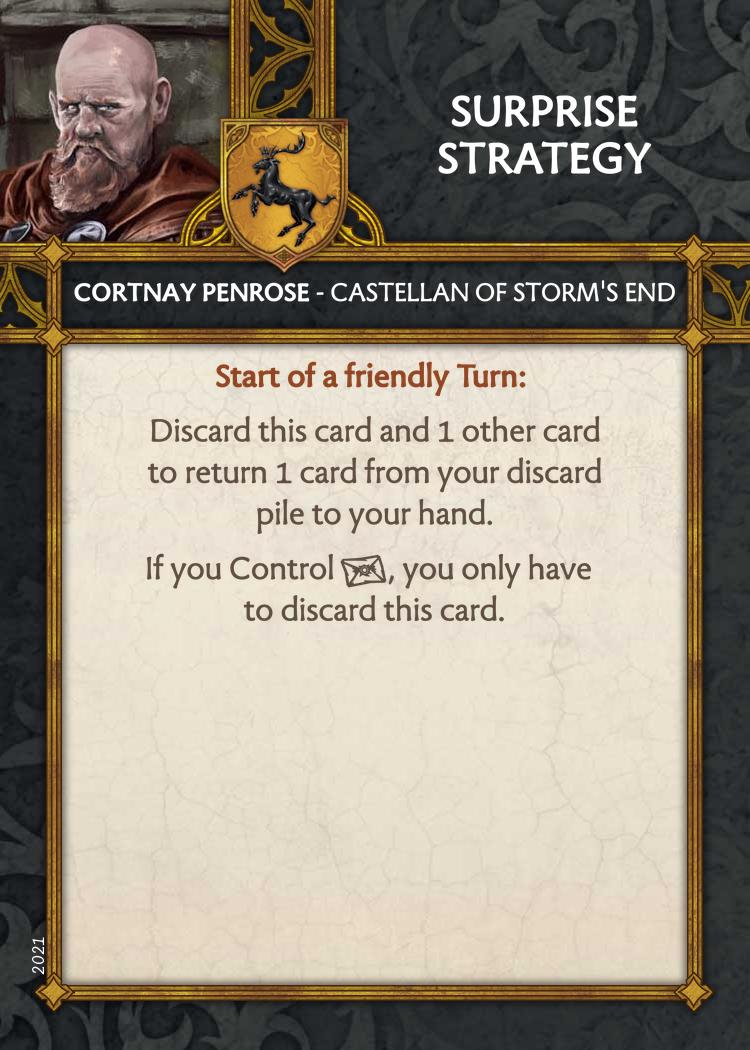 SURPRISE
STRATEGY
CORTNAY PENROSE - CASTELLAN OF STORM'S END
Start of a friendly Turn:
Discard this card and 1 other card
to return 1 card from your discard
pile to your hand.
If you Control , you only have
to discard this card.
2021